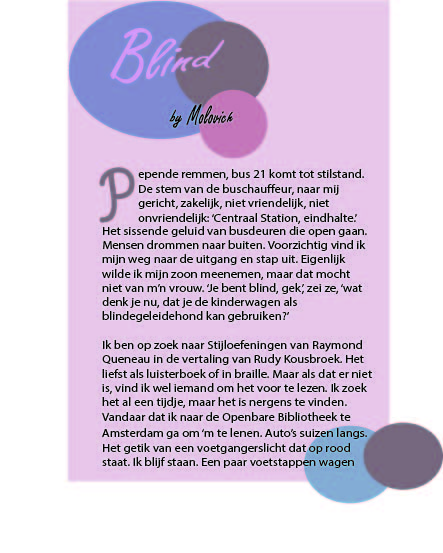 Blind
by Molovich
Pepende remmen, bus 21 komt tot stilstand.
De stem van de buschauffeur, naar mij
gericht, zakelijk, niet vriendelijk, niet
onvriendelijk: ‘Centraal Station, eindhalte.’
Het sissende geluid van busdeuren die open gaan.
Mensen drommen naar buiten. Voorzichtig vind ik
mijn weg naar de uitgang en stap uit. Eigenlijk
wilde ik mijn zoon meenemen, maar dat mocht
niet van m’n vrouw. ‘Je bent blind, gek’, zei ze, ‘wat
denk je nu, dat je de kinderwagen als
blindegeleidehond kan gebruiken?’
Ik ben op zoek naar Stijloefeningen van Raymond
Queneau in de vertaling van Rudy Kousbroek. Het
liefst als luisterboek of in braille. Maar als dat er niet
is, vind ik wel iemand om het voor te lezen. Ik zoek
het al een tijdje, maar het is nergens te vinden.
Vandaar dat ik naar de Openbare Bibliotheek te
Amsterdam ga om ‘m te lenen. Auto’s suizen langs.
Het getik van een voetgangerslicht dat op rood
staat. Ik blijf staan. Een paar voetstappen wagen